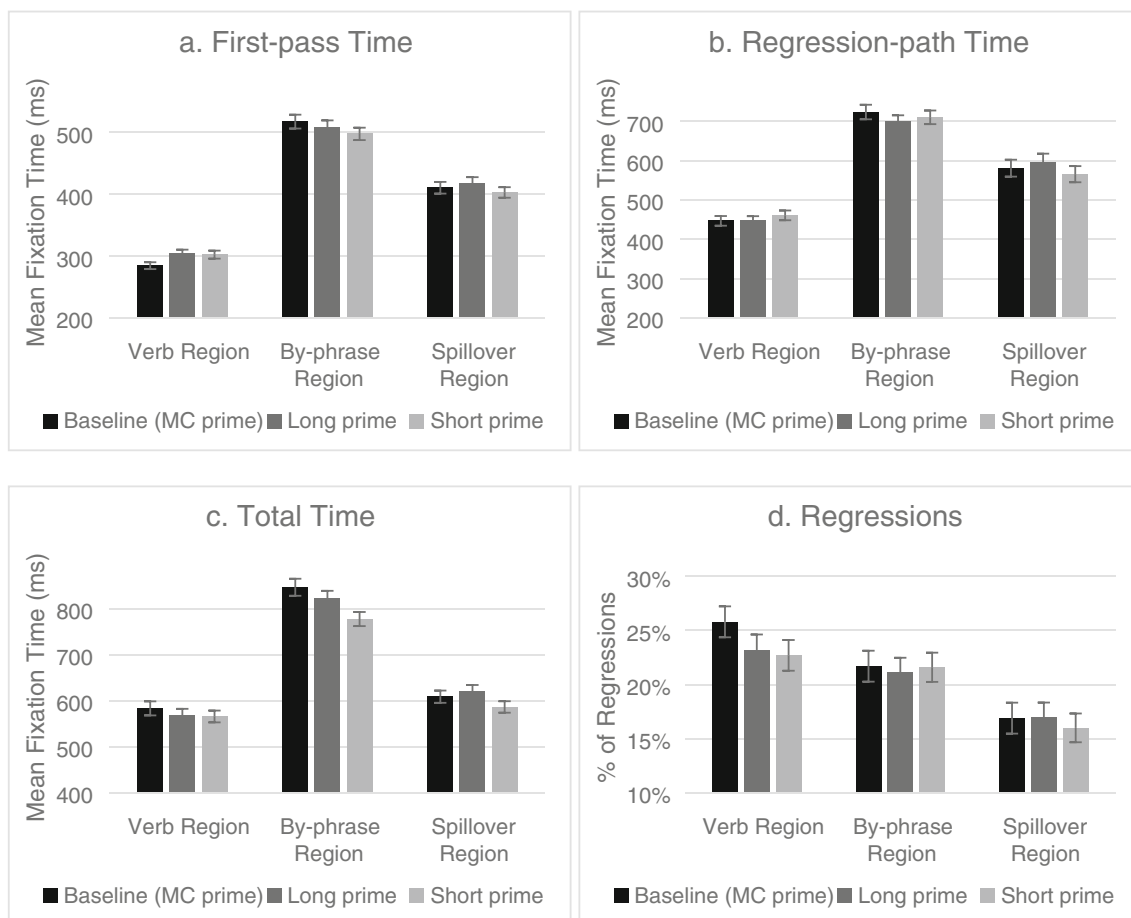 a. First-pass Time
Mean Fixation Time (ms)
500
400
300
200
Verb Region
By-phrase
Region
Spillover
Region
Baseline (MC prime) Long prime Short prime
b. Regression-path Time
Mean Fixation Time (ms)
700
600
500
400
300
200
Verb Region
By-phrase
Region
Spillover
Region
Baseline (MC prime) Long prime Short prime
c. Total Time
Mean Fixation Time (ms)
800
700
600
500
400
Verb Region
By-phrase
Region
Spillover
Region
Baseline (MC prime) Long prime Short prime
d. Regressions
% of Regressions
30%
25%
20%
15%
10%
Verb Region
By-phrase
Region
Spillover
Region
Baseline (MC prime) Long prime Short prime